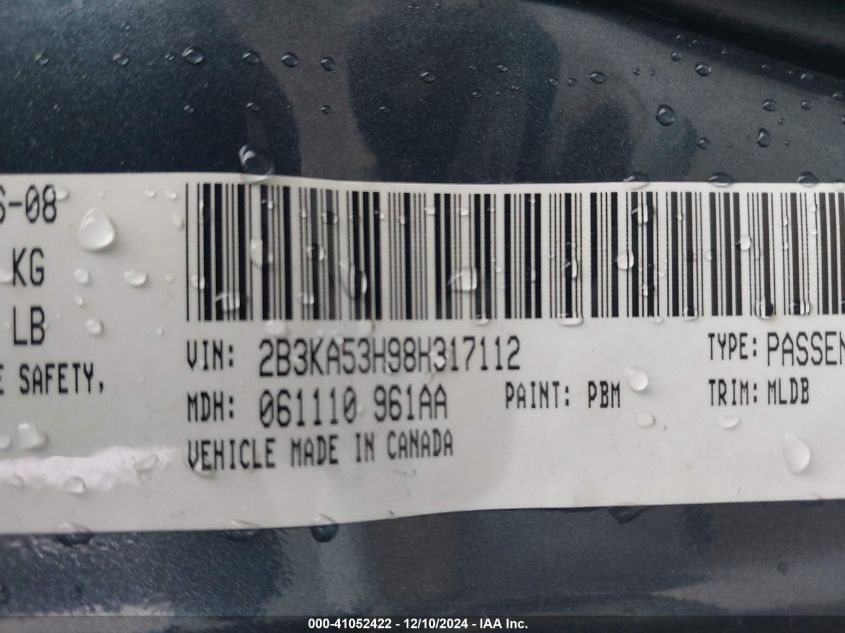 6-08
KG
LB
E SAFETY,
VIN: 2B3KA53H98H317112
TYPE: PASSEN
MDH: 061110 961AA
PAINT: PBM
TRIM: MLDB
VEHICLE MADE IN CANADA
000-41052422 - 12/10/2024 - IAA Inc.